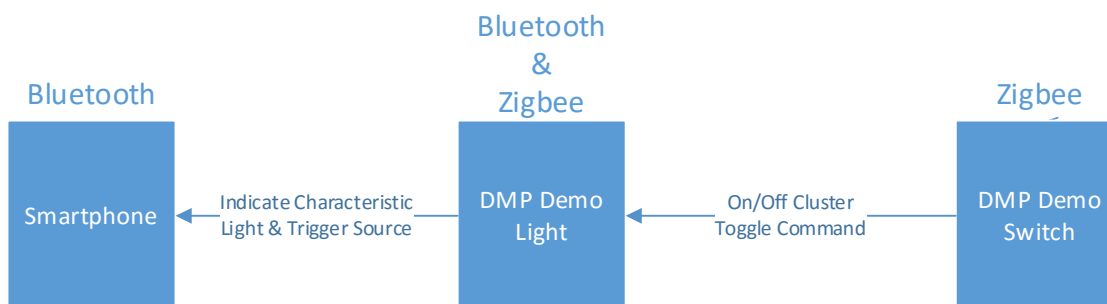 Bluetooth
Smartphone
Indicate Characteristic
Light & Trigger Source
Bluetooth
&
Zigbee
DMP Demo
Light
On/Off Cluster
Toggle Command
Zigbee
DMP Demo
Switch